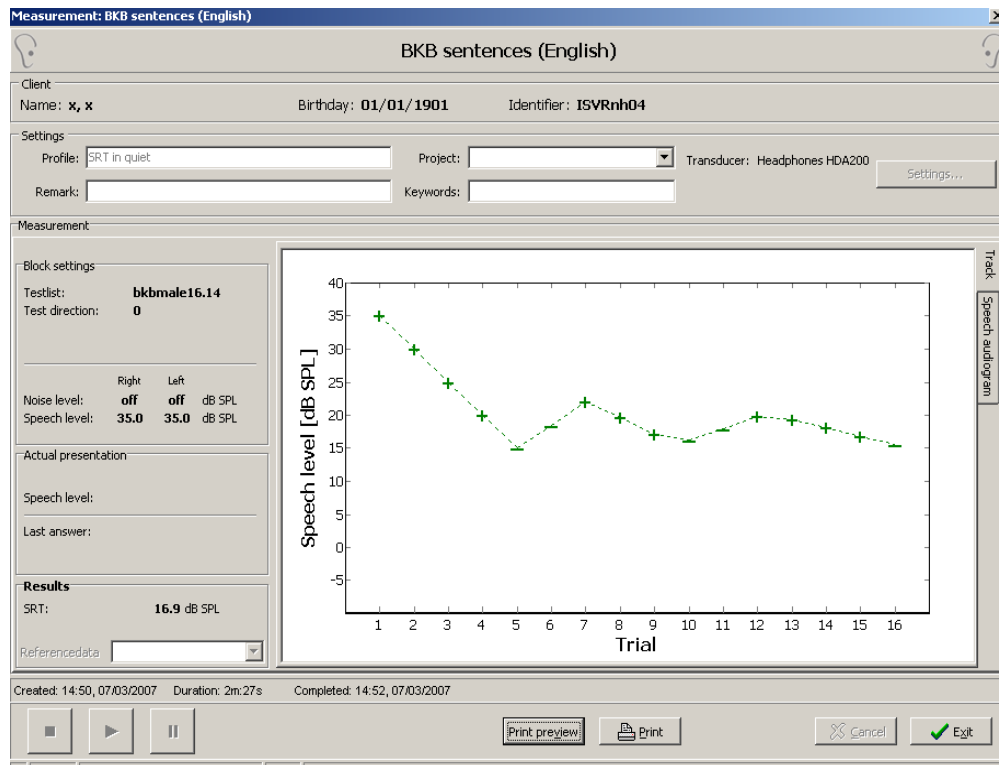 Measurement: BKB sentences (English)
BKB sentences (English)
Client
Name: x, x Birthday: 01/01/1901 Identifier: ISVRnh04
Settings
Profile: SRT in quiet Project: Transducer: Headphones HDA200 Settings...
Remark: Keywords:
Measurement
Block settings
Testlist: bkbmale16.14
Test direction: 0
Right Left
Noise level: off off dB SPL
Speech level: 35.0 35.0 dB SPL
Actual presentation
Speech level:
Last answer:
Results
SRT: 16.9 dB SPL
Referencedata
Speech level [dB SPL]
40
35
30
25
20
15
10
5
0
-5
1 2 3 4 5 6 7 8 9 10 11 12 13 14 15 16
Trial
Track
Speech audiogram
Created: 14:50, 07/03/2007 Duration: 2m:27s Completed: 14:52, 07/03/2007
Print preview Print Cancel Exit